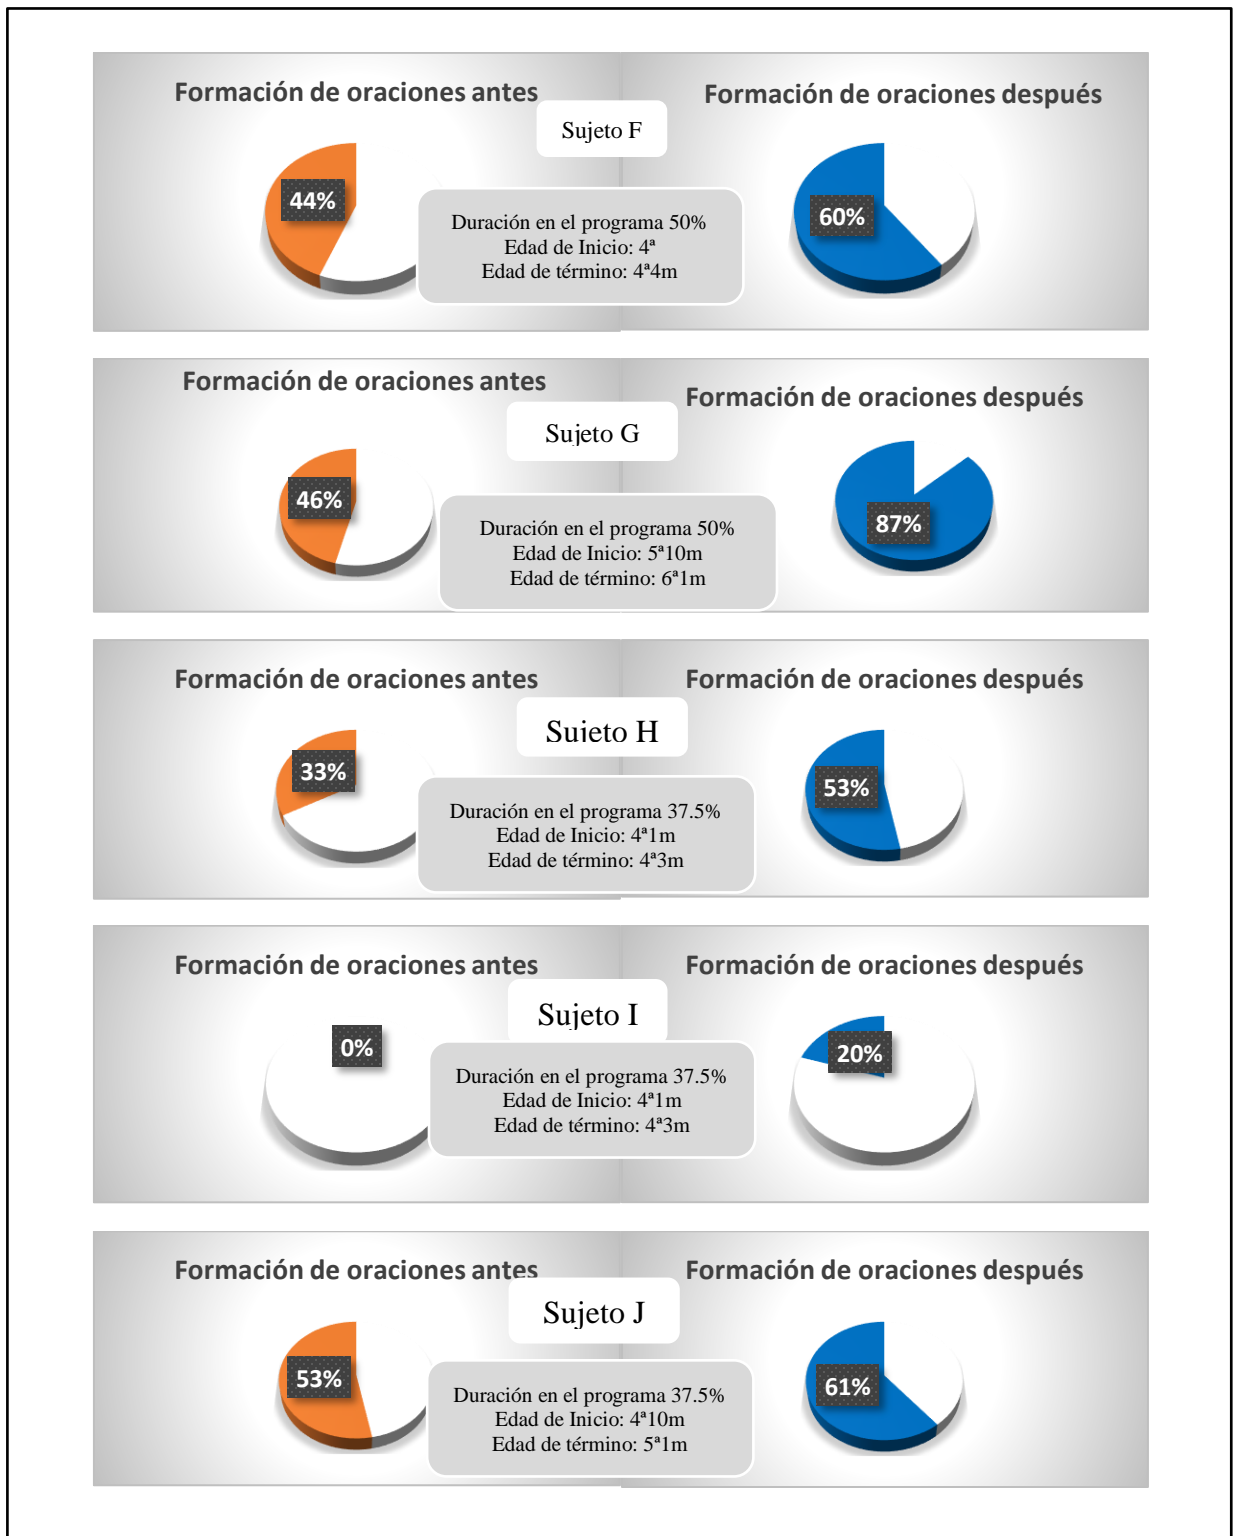 Formación de oraciones antes
Formación de oraciones después
Sujeto F
44%
60%
Duración en el programa 50%
Edad de Inicio: 4ª
Edad de término: 4ª4m
Formación de oraciones antes
Formación de oraciones después
Sujeto G
46%
87%
Duración en el programa 50%
Edad de Inicio: 5ª10m
Edad de término: 6ª1m
Formación de oraciones antes
Formación de oraciones después
Sujeto H
33%
53%
Duración en el programa 37.5%
Edad de Inicio: 4ª1m
Edad de término: 4ª3m
Formación de oraciones antes
Formación de oraciones después
Sujeto I
0%
20%
Duración en el programa 37.5%
Edad de Inicio: 4ª1m
Edad de término: 4ª3m
Formación de oraciones antes
Formación de oraciones después
Sujeto J
53%
61%
Duración en el programa 37.5%
Edad de Inicio: 4ª10m
Edad de término: 5ª1m